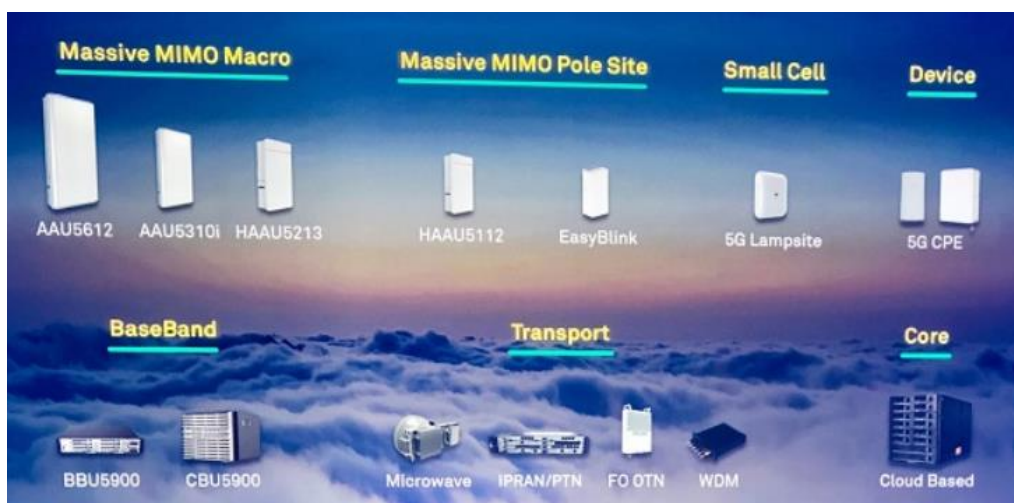 Massive MIMO Macro
Massive MIMO Pole Site
Small Cell
Device
AAU5612
AAU5310i
HAAU5213
HAAU5112
EasyBlink
5G Lampsite
5G CPE
BaseBand
Transport
Core
BBU5900
CBU5900
Microwave
IPRAN/PTN
FO OTN
WDM
Cloud Based